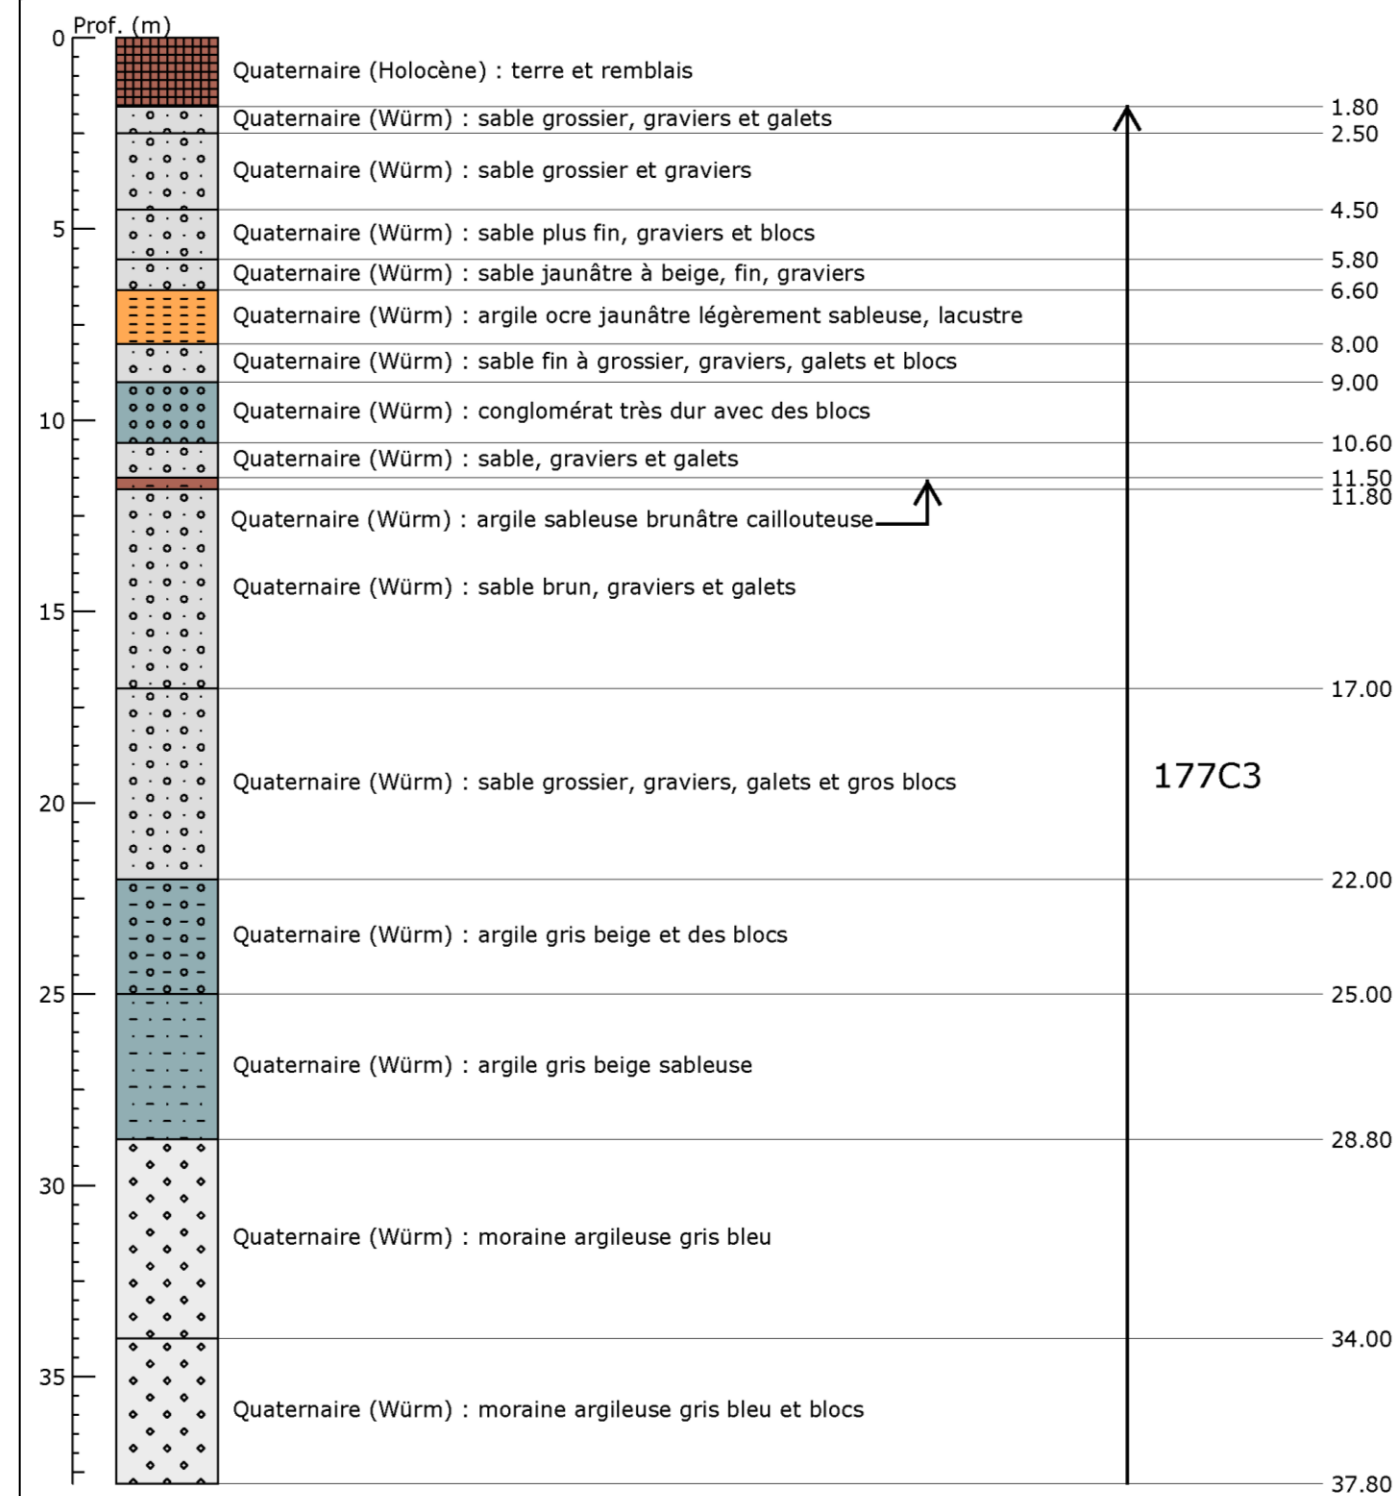 Prof. (m)
0
Quaternaire (Holocène) : terre et remblais
1.80
Quaternaire (Würm) : sable grossier, graviers et galets
2.50
Quaternaire (Würm) : sable grossier et graviers
4.50
5
Quaternaire (Würm) : sable plus fin, graviers et blocs
5.80
Quaternaire (Würm) : sable jaunâtre à beige, fin, graviers
6.60
Quaternaire (Würm) : argile ocre jaunâtre légèrement sableuse, lacustre
8.00
Quaternaire (Würm) : sable fin à grossier, graviers, galets et blocs
9.00
Quaternaire (Würm) : conglomérat très dur avec des blocs
10
10.60
Quaternaire (Würm) : sable, graviers et galets
11.50
11.80
Quaternaire (Würm) : argile sableuse brunâtre caillouteuse
Quaternaire (Würm) : sable brun, graviers et galets
15
17.00
177C3
Quaternaire (Würm) : sable grossier, graviers, galets et gros blocs
20
22.00
Quaternaire (Würm) : argile gris beige et des blocs
25
25.00
Quaternaire (Würm) : argile gris beige sableuse
28.80
30
Quaternaire (Würm) : moraine argileuse gris bleu
34.00
35
Quaternaire (Würm) : moraine argileuse gris bleu et blocs
37.80